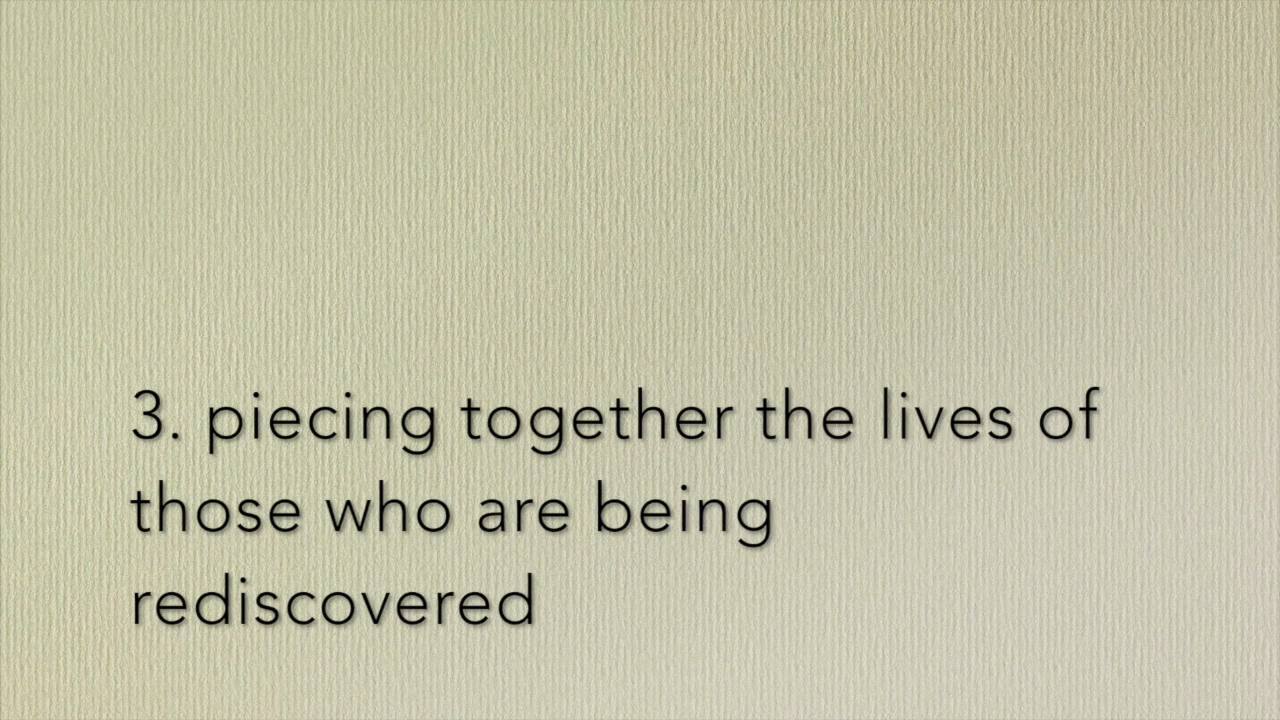 3. piecing together the lives of
those who are being
rediscovered